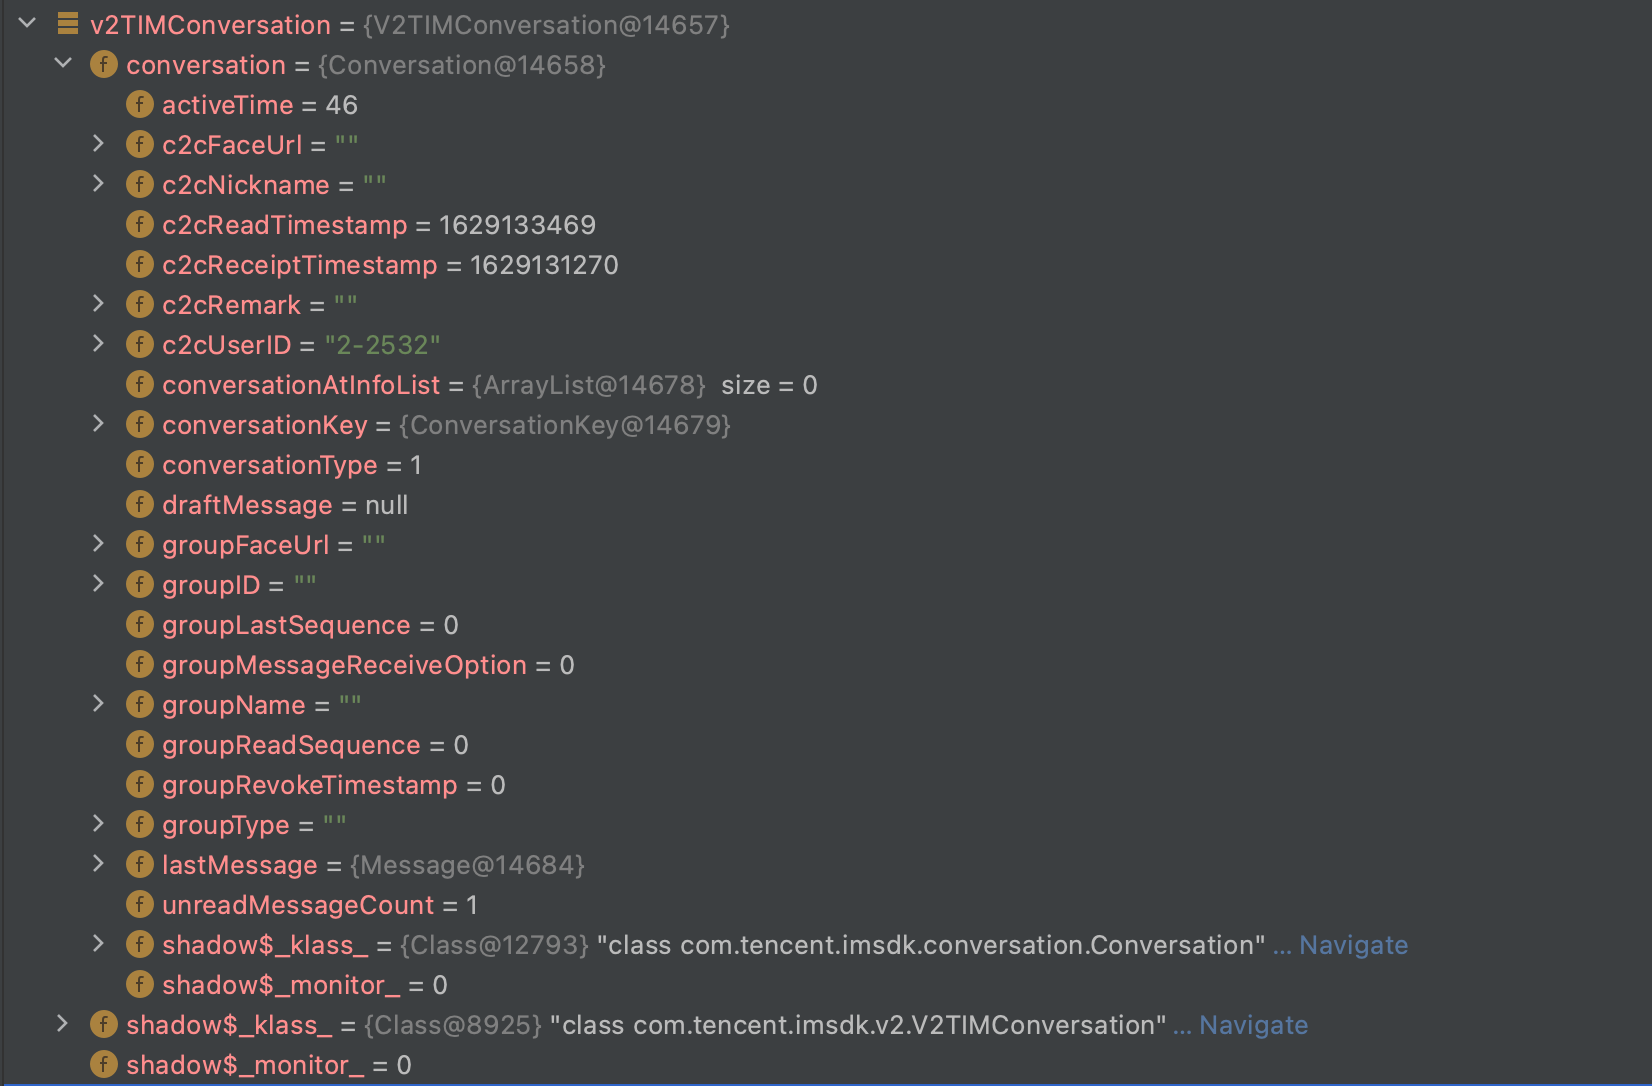 v2TIMConversation = {V2TIMConversation@14657}
f conversation = {Conversation@14658}
f activeTime = 46
f c2cFaceUrl = ""
f c2cNickname = ""
f c2cReadTimestamp = 1629133469
f c2cReceiptTimestamp = 1629131270
f c2cRemark = ""
f c2cUserID = "2-2532"
f conversationAtInfoList = {ArrayList@14678} size = 0
f conversationKey = {ConversationKey@14679}
f conversationType = 1
f draftMessage = null
f groupFaceUrl = ""
f groupID = ""
f groupLastSequence = 0
f groupMessageReceiveOption = 0
f groupName = ""
f groupReadSequence = 0
f groupRevokeTimestamp = 0
f groupType = ""
f lastMessage = {Message@14684}
f unreadMessageCount = 1
f shadow$_klass_ = {Class@12793} "class com.tencent.imsdk.conversation.Conversation" ... Navigate
f shadow$_monitor_ = 0
f shadow$_klass_ = {Class@8925} "class com.tencent.imsdk.v2.V2TIMConversation" ... Navigate
f shadow$_monitor_ = 0